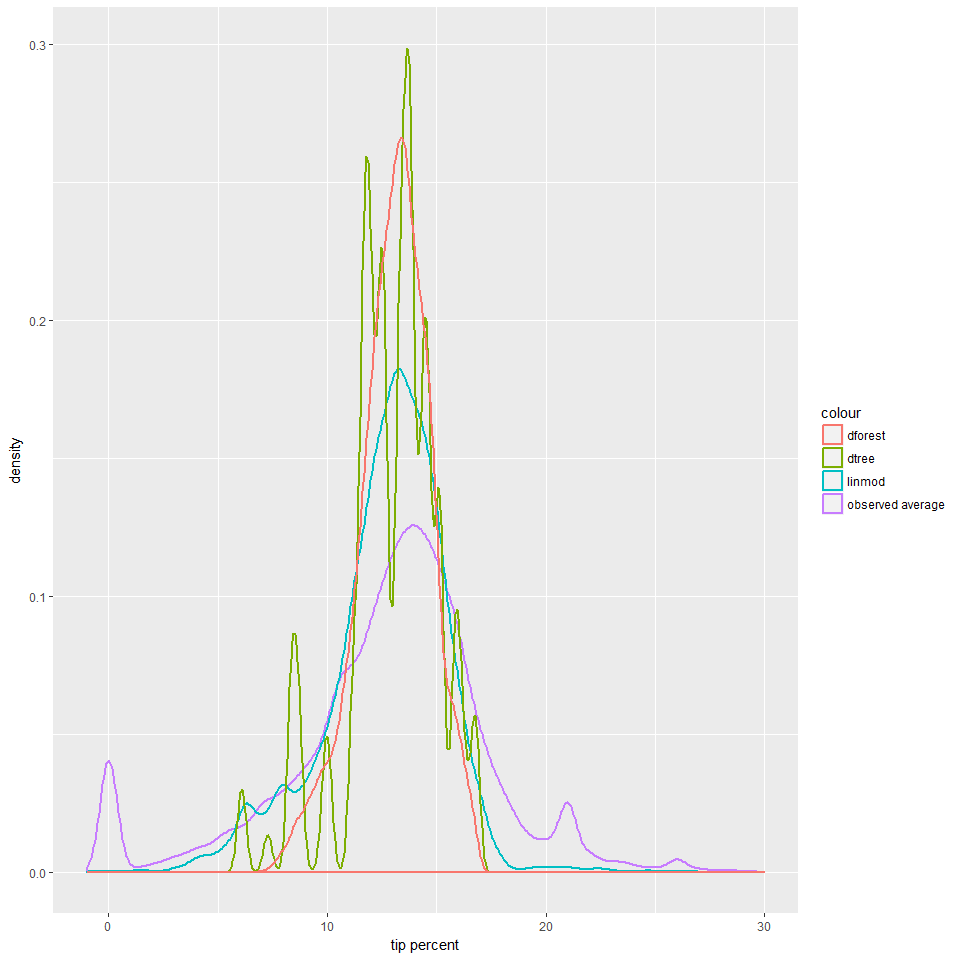 0.3
0.2
0.1
0.0
density
0
10
20
30
tip percent
colour
dforest
dtree
linmod
observed average